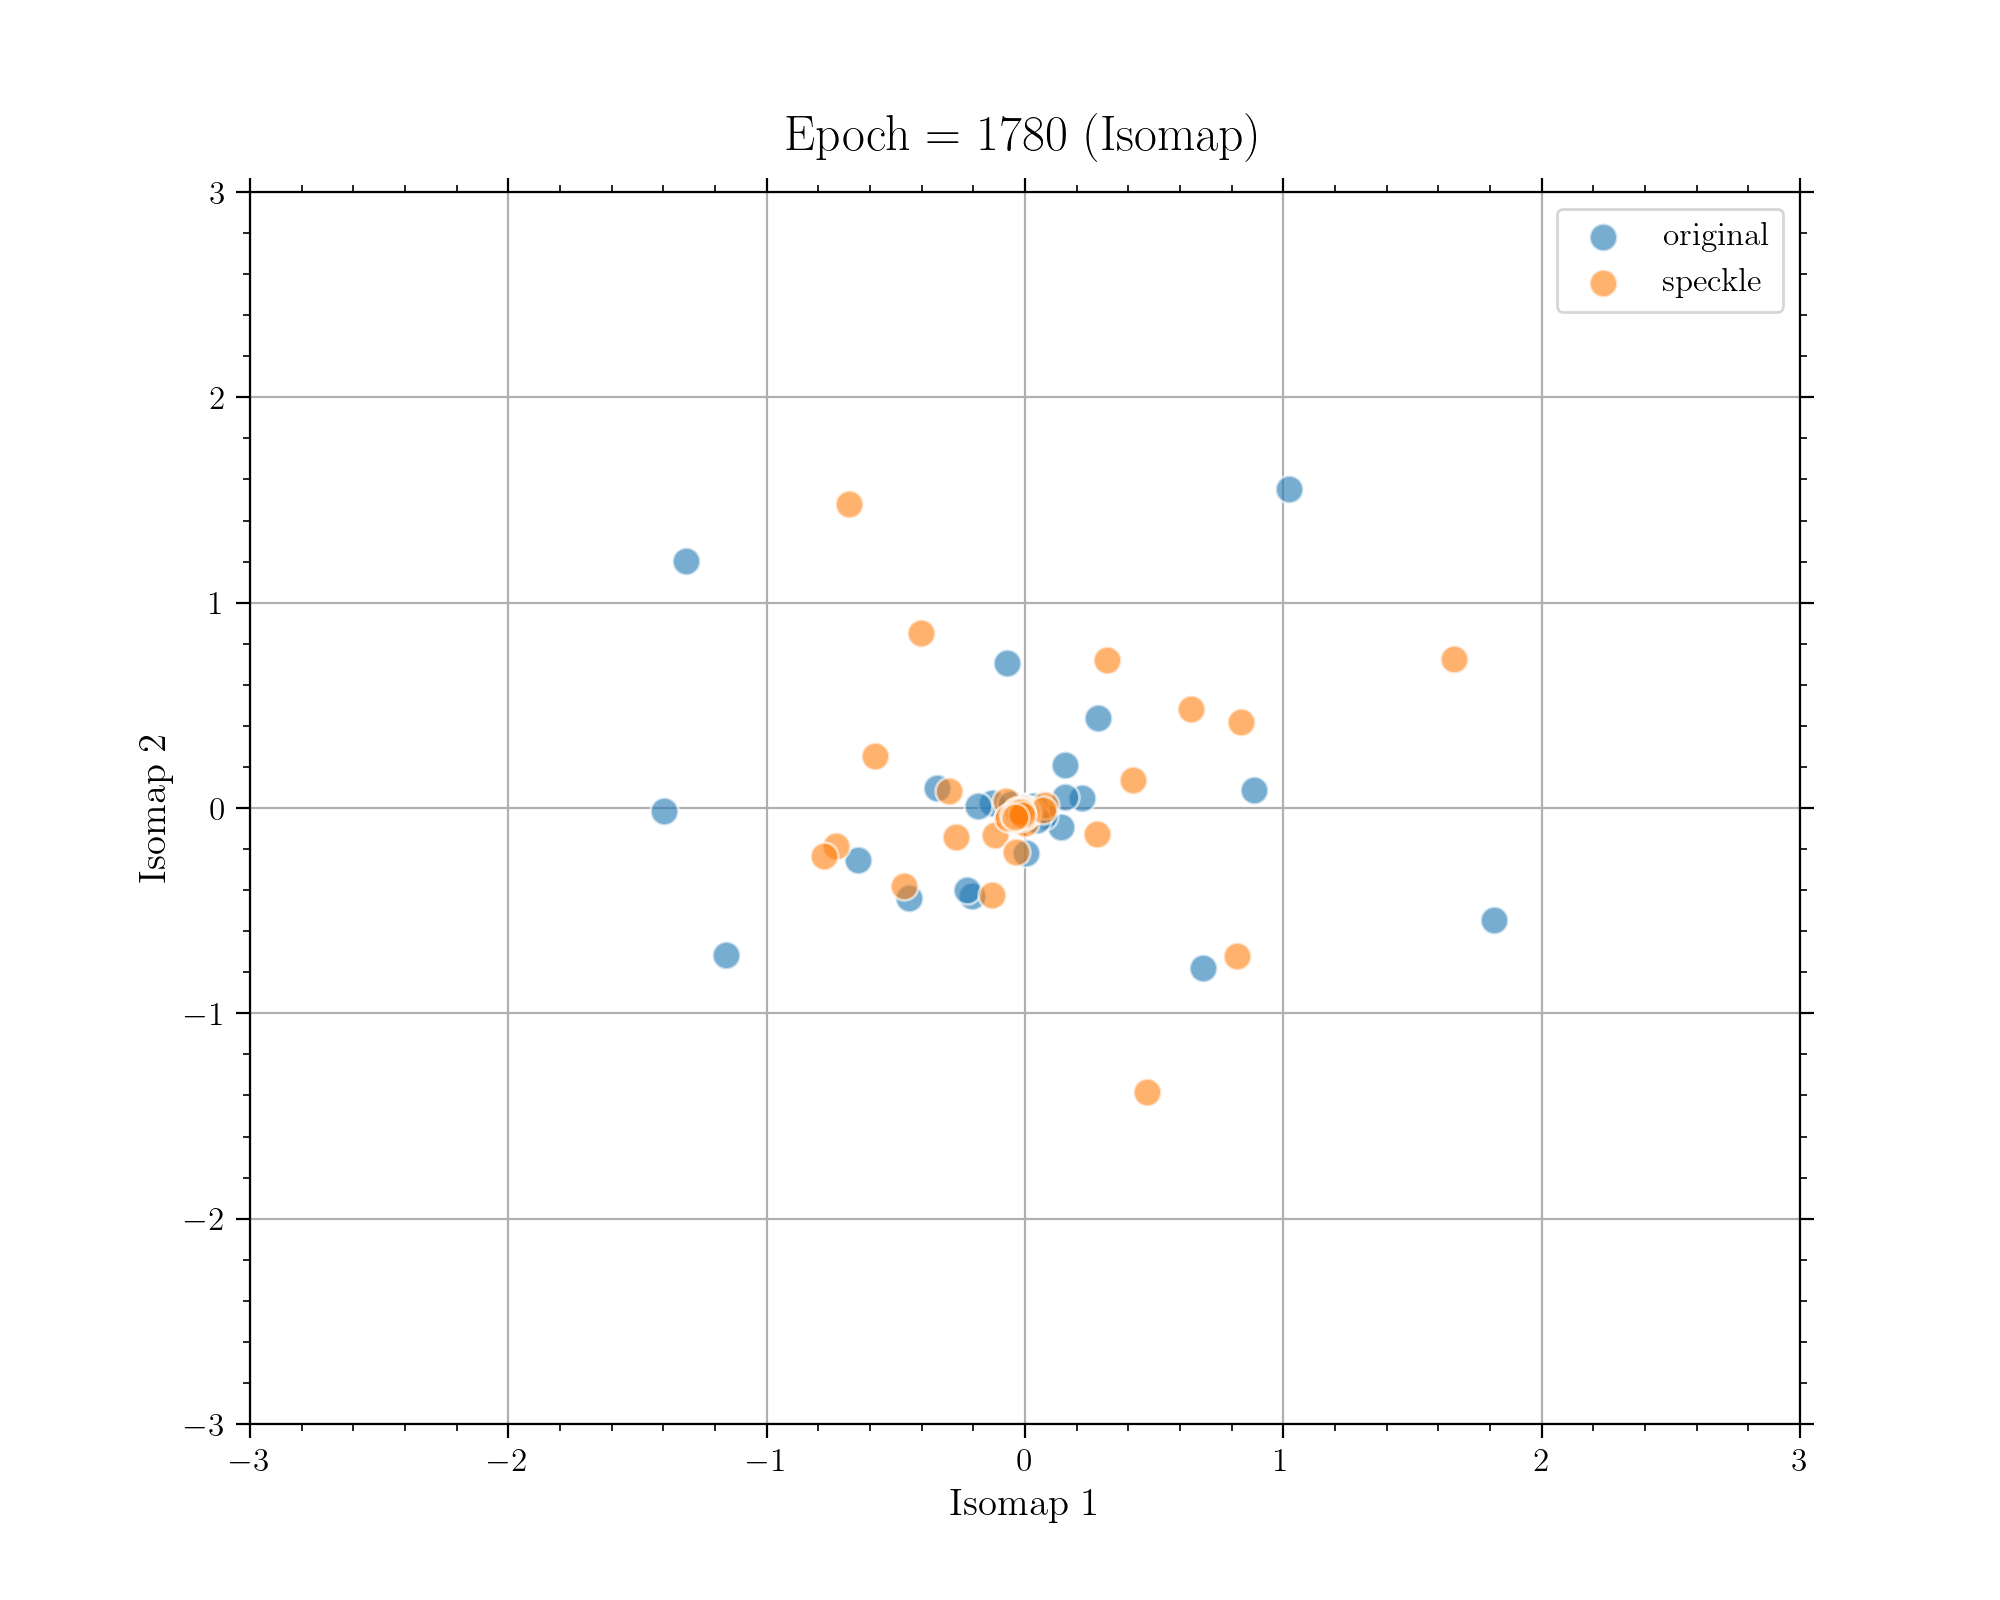 Epoch = 1780 (Isomap)
original
speckle
3
2
1
0
−1
−2
−3
Isomap 2
−3
−2
−1
0
1
2
3
Isomap 1